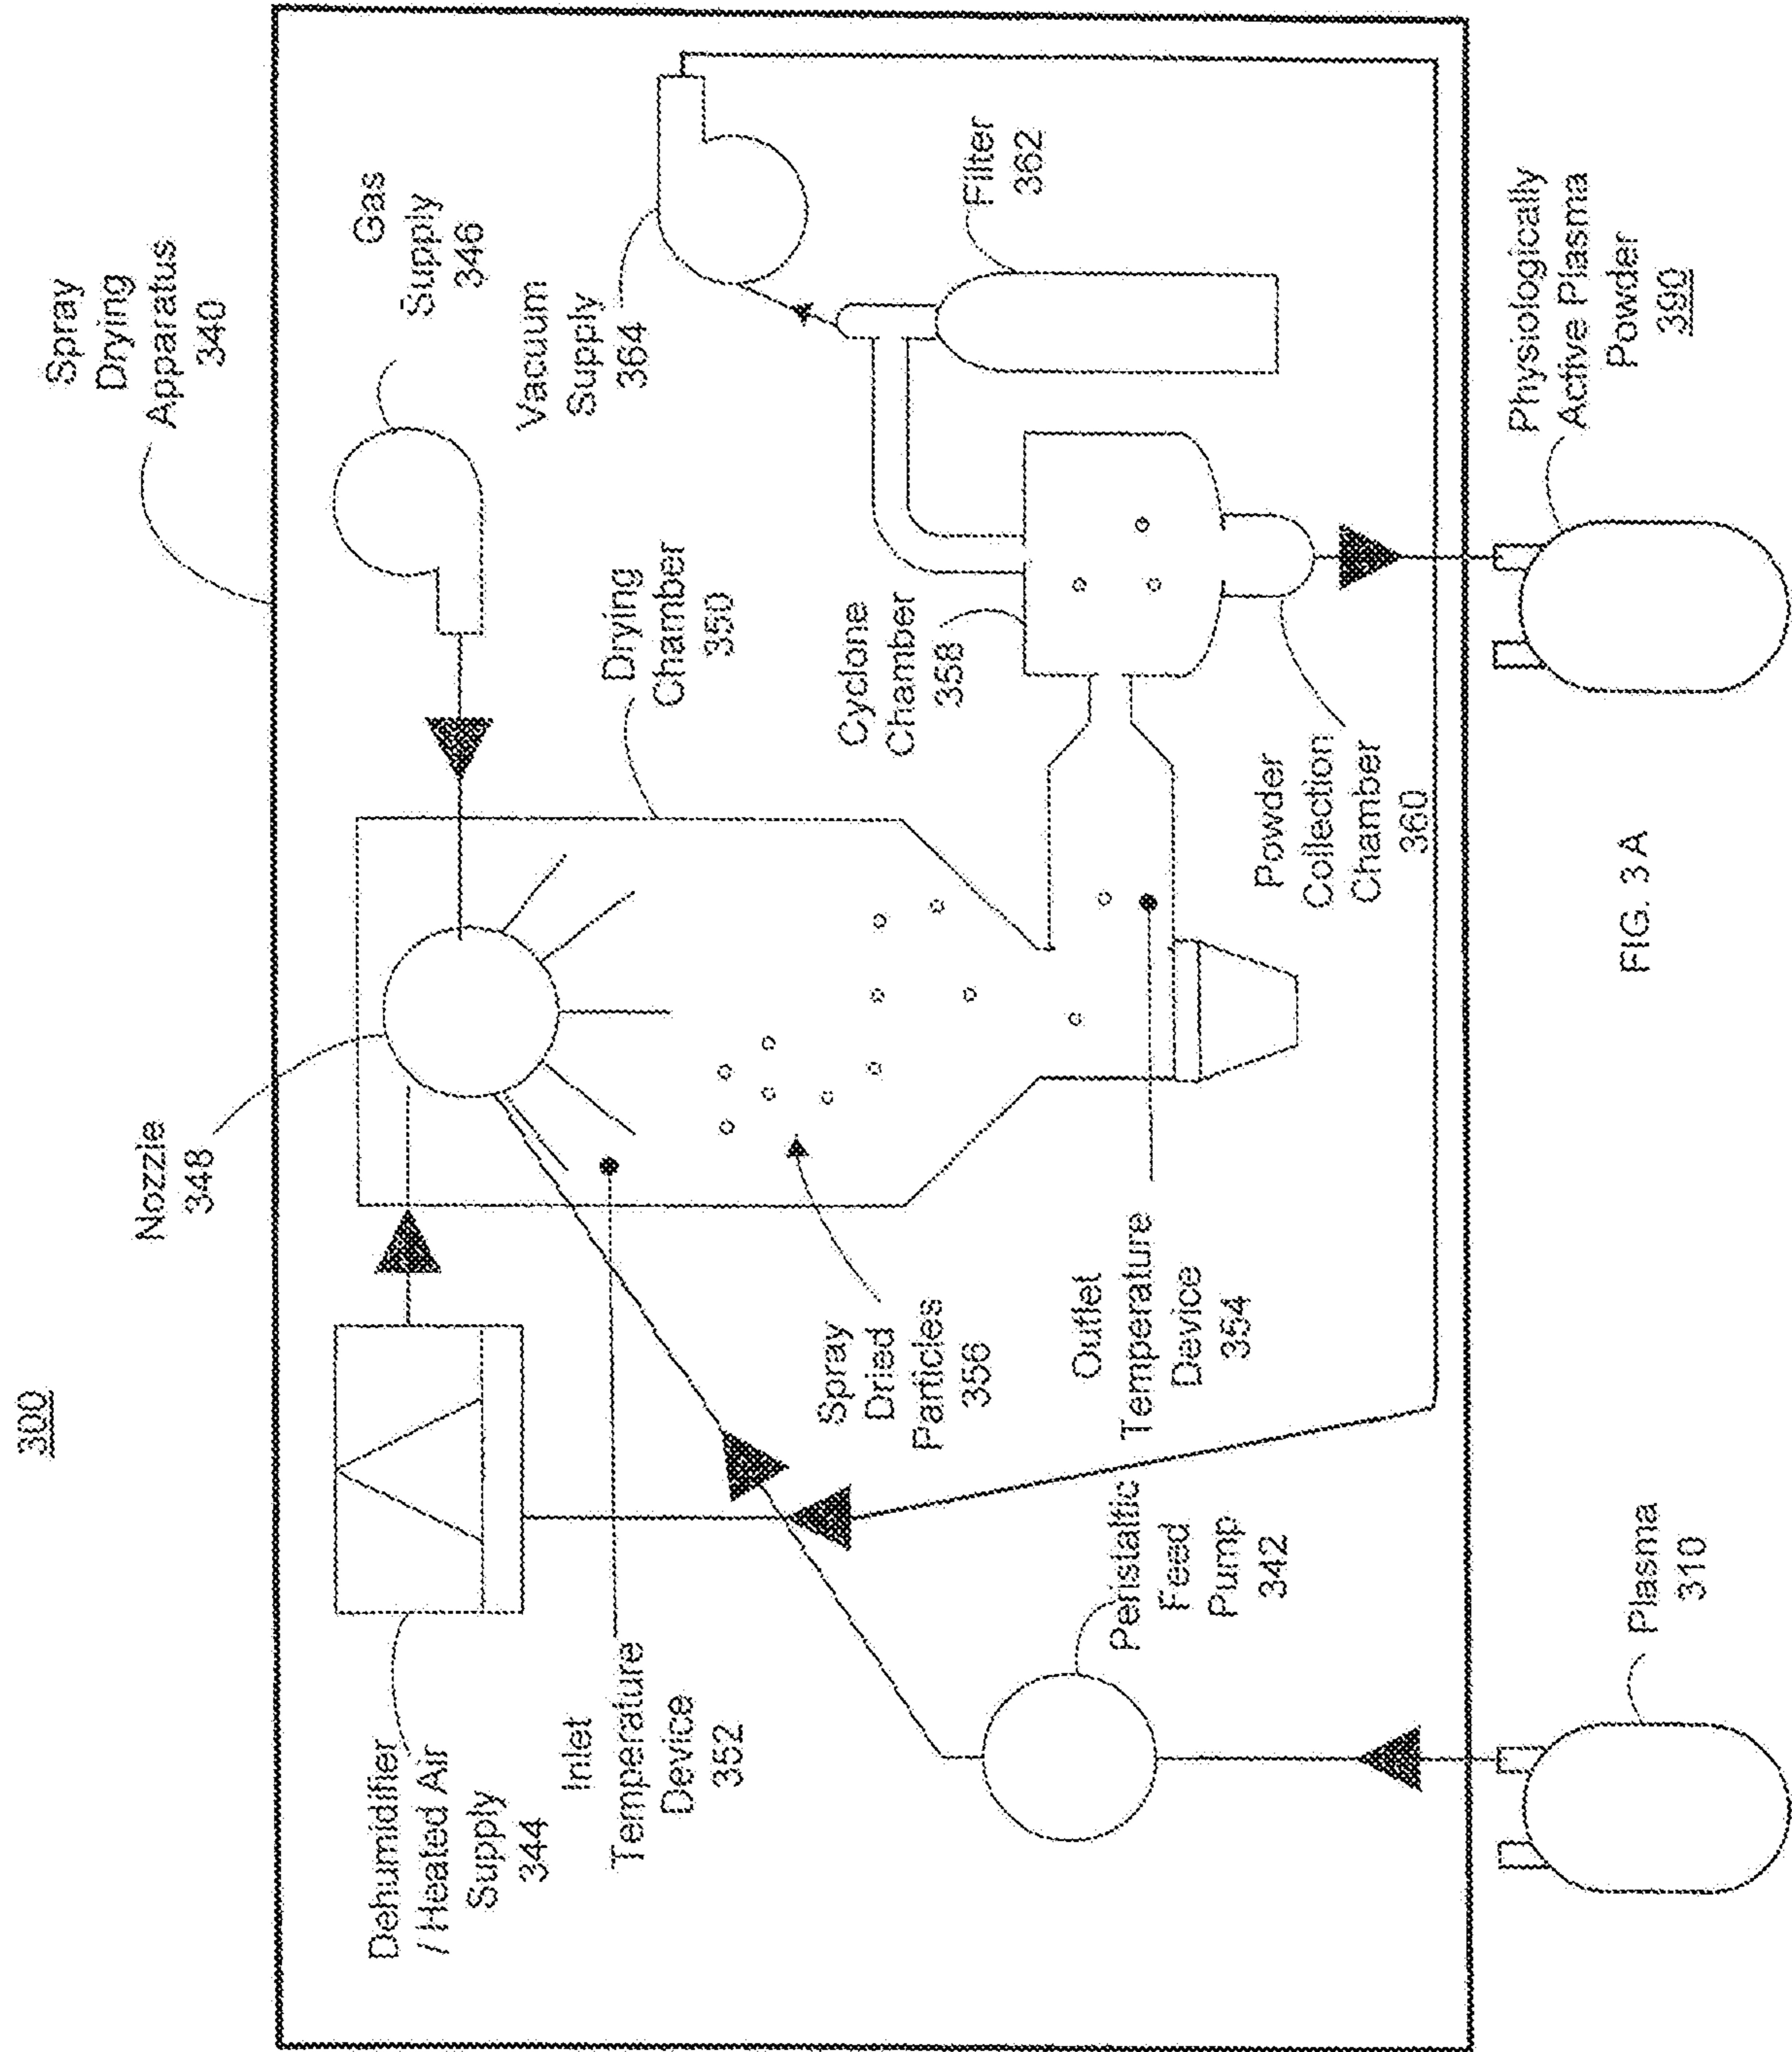 300
Spray
Drying
Apparatus
340
Nozzle
348
Gas
Supply
346
Dehumidifier
/ Heated Air
Supply
344
Vacuum
Supply
364
Inlet
Temperature
Device
352
Drying
Chamber
350
Spray
Dried
Particles
356
Cyclone
Chamber
358
Filter
362
Outlet
Temperature
Device
354
Peristaltic
Feed
Pump
342
Powder
Collection
Chamber
360
Plasma
310
Physiologically
Active Plasma
Powder
390
FIG. 3A